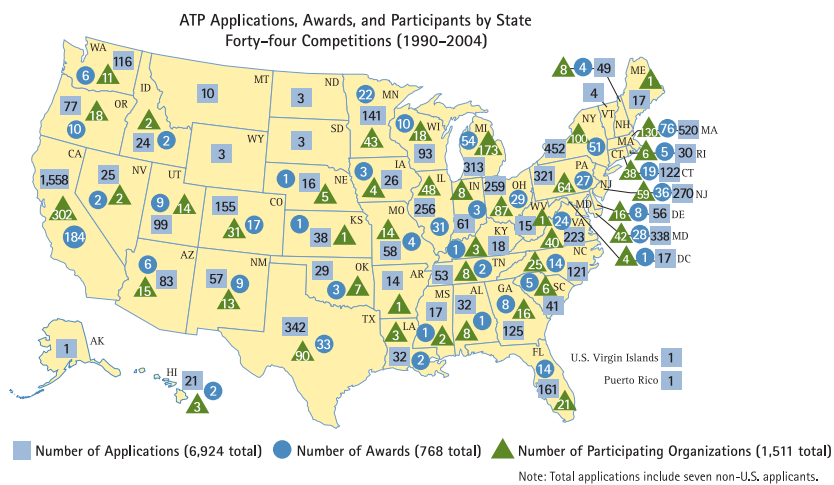 ATP Applications, Awards, and Participants by State
Forty-four Competitions (1990-2004)
WA
116
6
11
MT
10
ND
3
MN
22
141
43
8
4
49
ME
1
17
4
VT
NH
77
18
OR
10
ID
2
24
2
WY
3
SD
3
WI
10
18
93
MI
54
173
313
NY
100
452
51
MA
130
76
520
MA
6
5
30
RI
CT
38
19
122
CT
CA
1,558
302
184
NV
25
2
2
UT
9
14
99
CO
155
31
17
NE
1
16
5
IA
3
26
4
IL
48
256
31
IN
8
3
61
OH
259
29
87
PA
321
27
64
NJ
59
36
270
NJ
MD
16
8
56
DE
KS
1
38
1
MO
14
4
58
KY
1
3
18
WV
15
1
VA
24
223
40
42
28
338
MD
4
1
17
DC
AZ
6
83
15
NM
57
9
13
OK
29
3
7
AR
14
1
TN
53
8
2
NC
25
14
121
SC
5
6
41
TX
342
33
90
LA
3
32
2
MS
17
1
2
AL
32
1
8
GA
8
16
125
FL
14
161
21
AK
1
HI
21
2
3
U.S. Virgin Islands 1
Puerto Rico 1
Number of Applications (6,924 total) Number of Awards (768 total) Number of Participating Organizations (1,511 total)
Note: Total applications include seven non-U.S. applicants.